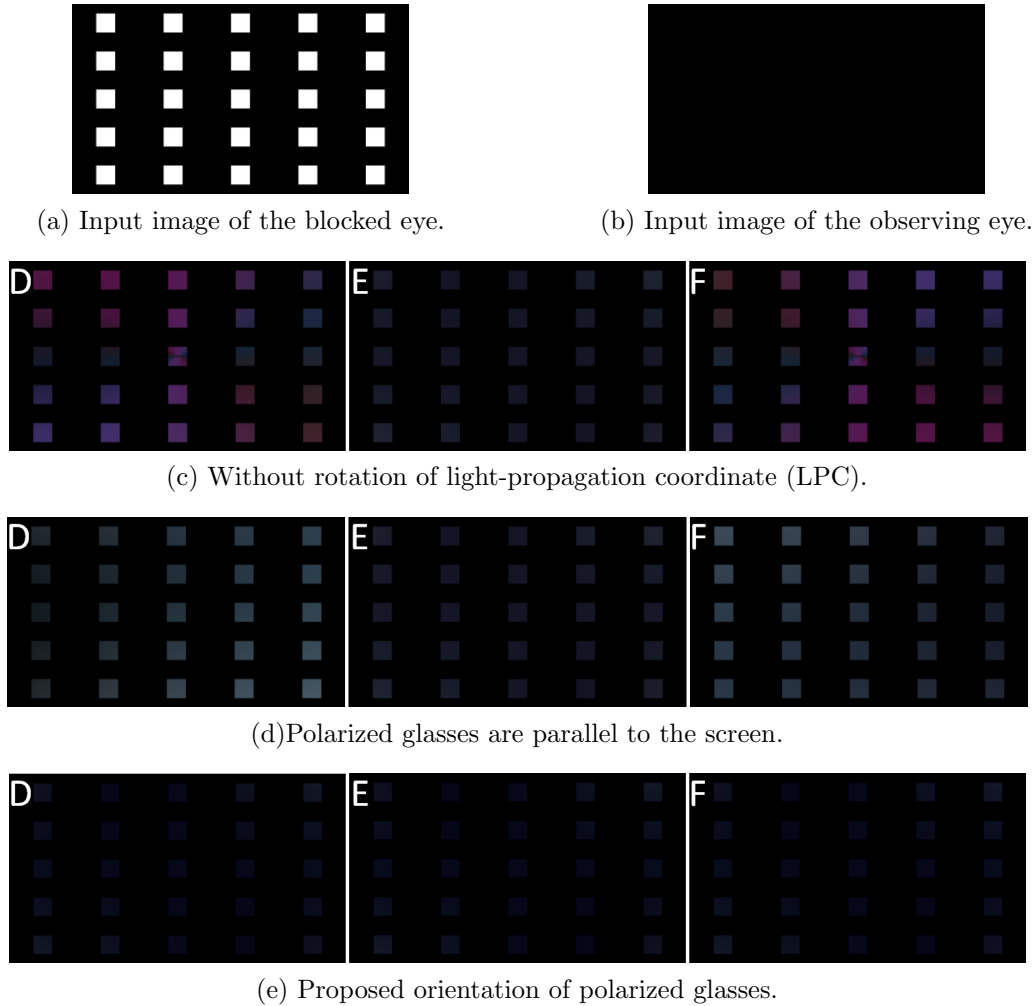 (a) Input image of the blocked eye.
(b) Input image of the observing eye.
D E F
(c) Without rotation of light-propagation coordinate (LPC).
D E F
(d)Polarized glasses are parallel to the screen.
D E F
(e) Proposed orientation of polarized glasses.